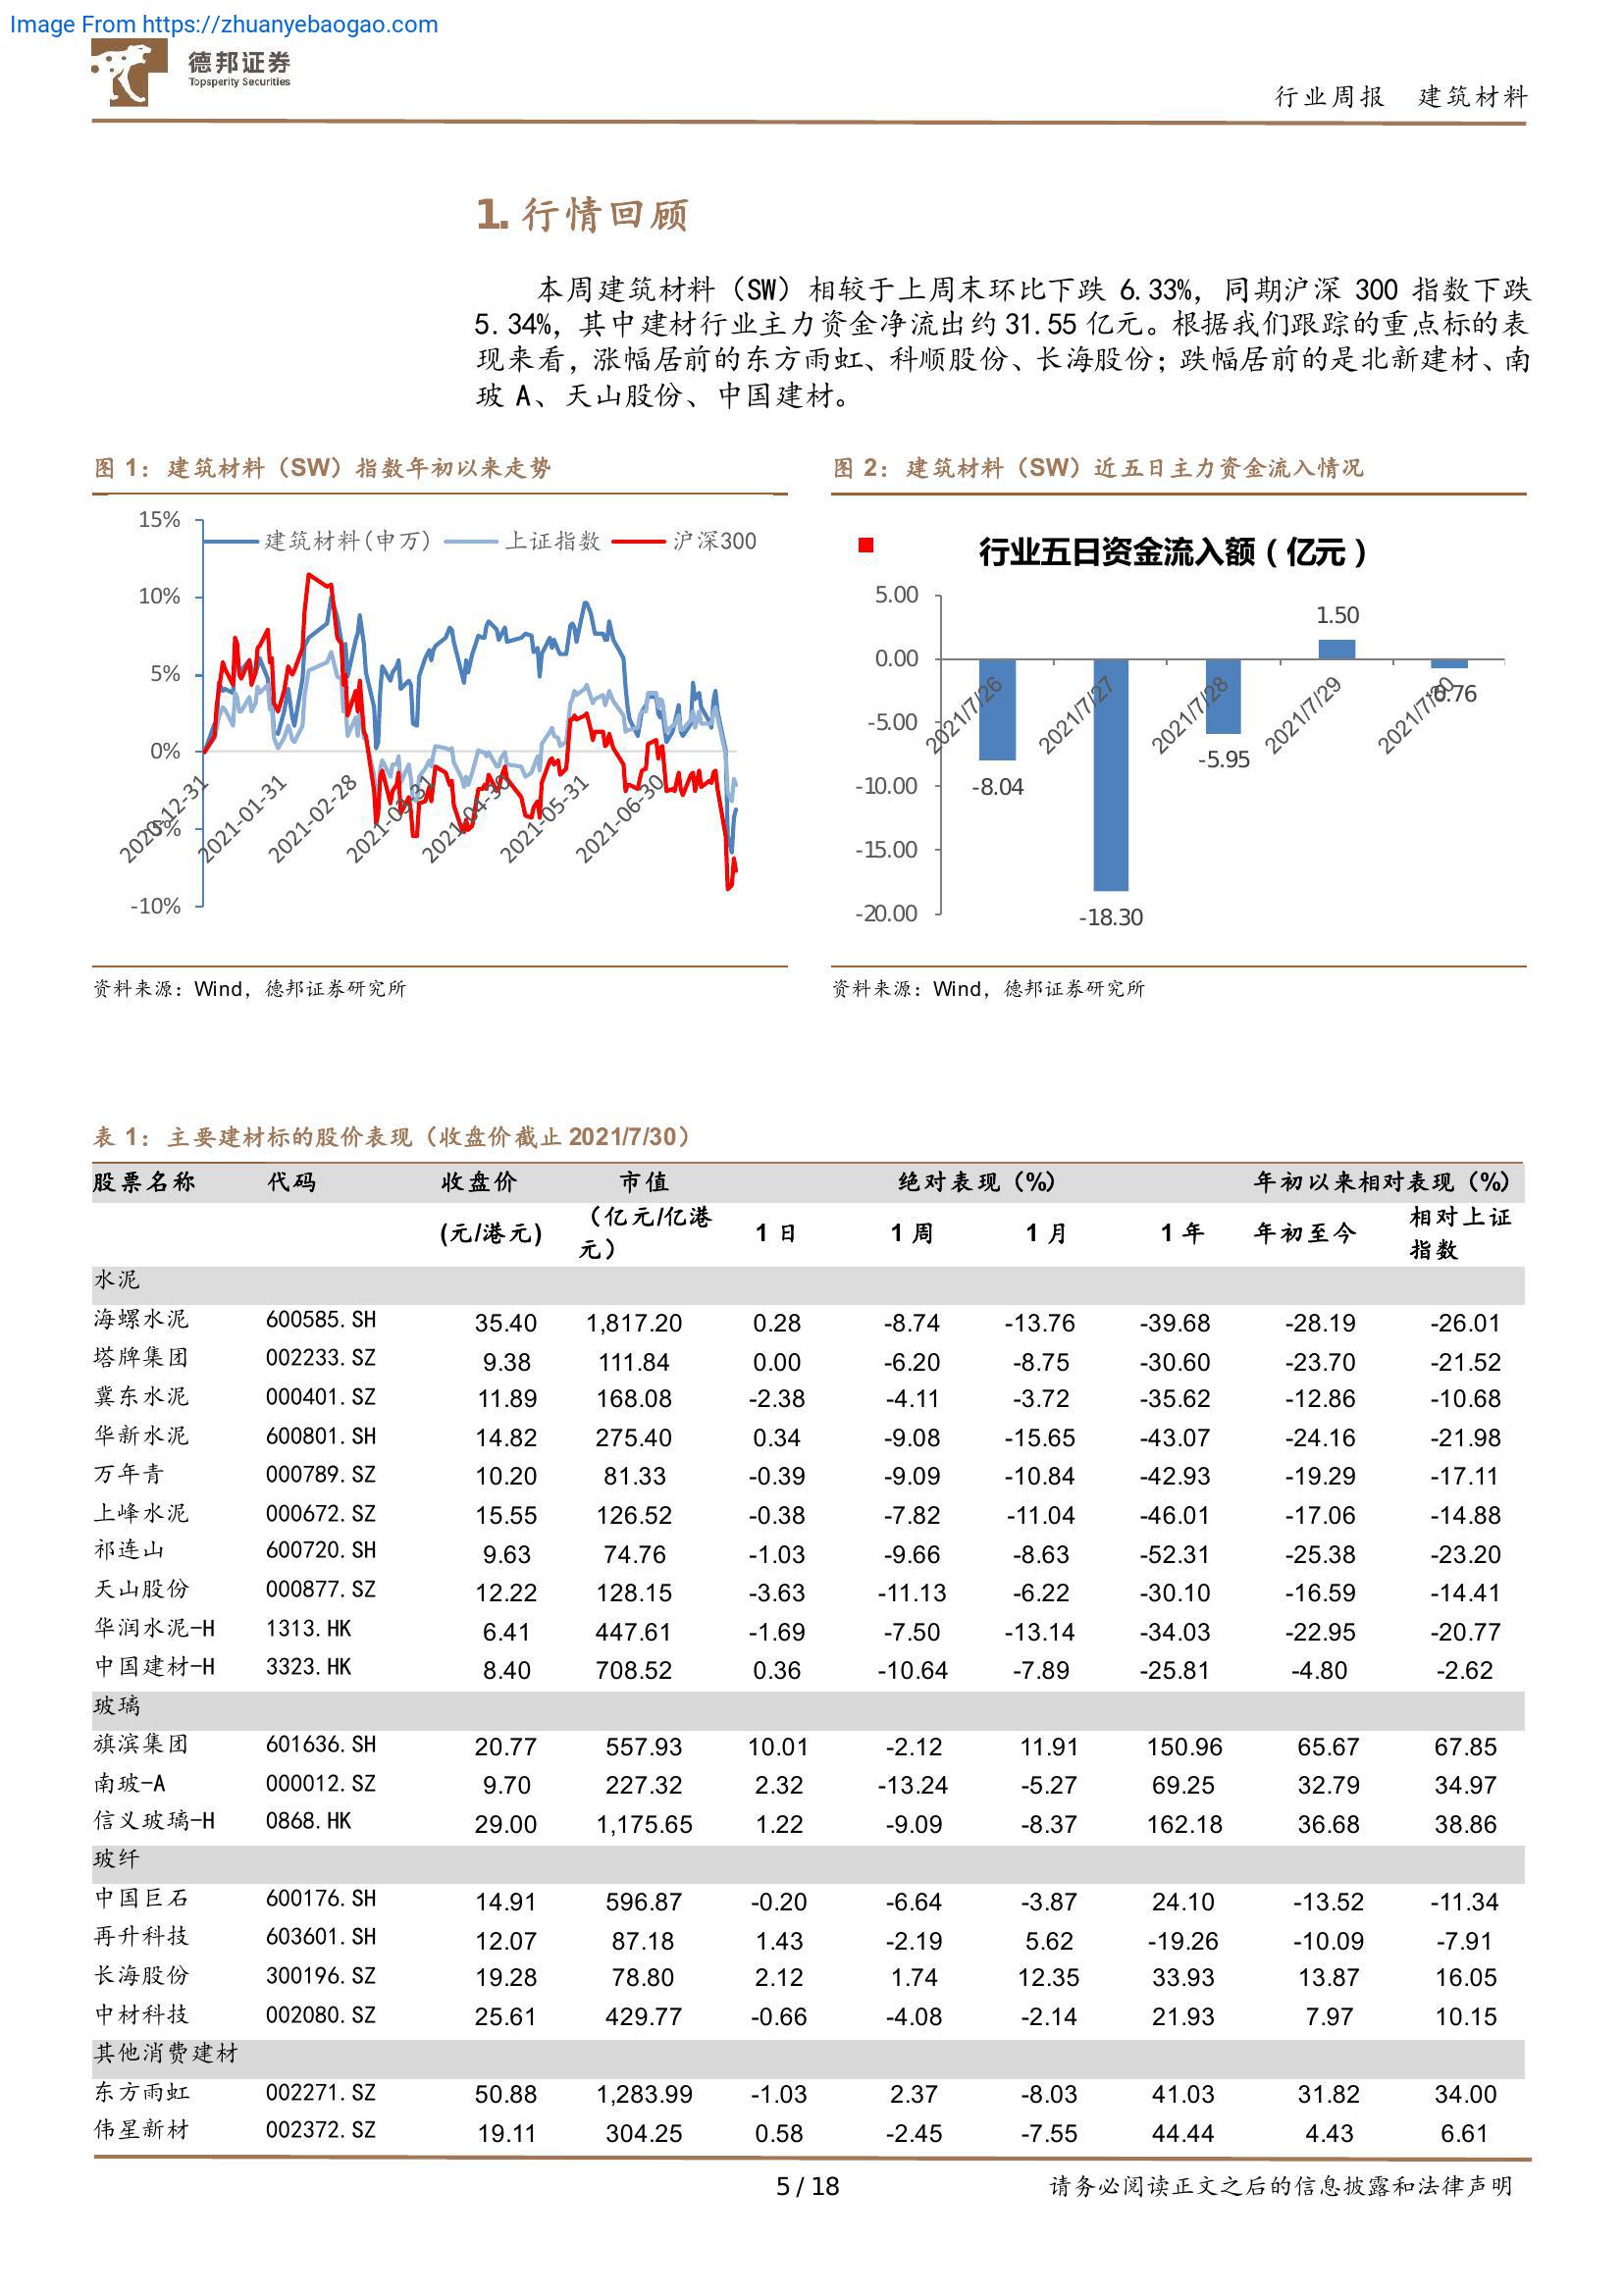 Image From https://zhuanyebaogao.com
德邦证券
Topsperity Securities
行业周报 建筑材料
1. 行情回顾
本周建筑材料（SW）相较于上周末环比下跌 6.33%，同期沪深 300 指数下跌
5.34%，其中建材行业主力资金净流出约 31.55 亿元。根据我们跟踪的重点标的表
现来看，涨幅居前的东方雨虹、科顺股份、长海股份；跌幅居前的是北新建材、南
玻 A、天山股份、中国建材。
图 1：建筑材料（SW）指数年初以来走势
15%
建筑材料(申万) 上证指数 沪深300
10%
5%
0%
-5%
-10%
2020-12-31 2021-01-31 2021-02-28 2021-03-31 2021-04-30 2021-05-31 2021-06-30
资料来源：Wind，德邦证券研究所
图 2：建筑材料（SW）近五日主力资金流入情况
行业五日资金流入额（亿元）
5.00
0.00
-5.00
-10.00
-15.00
-20.00
-8.04 -18.30 -5.95 1.50 -0.76
2021/7/26 2021/7/27 2021/7/28 2021/7/29 2021/7/30
资料来源：Wind，德邦证券研究所
表 1：主要建材标的股价表现（收盘价截止 2021/7/30）
股票名称 代码 收盘价 市值 绝对表现（%） 年初以来相对表现（%）
(元/港元) （亿元/亿港元） 1 日 1 周 1 月 1 年 年初至今 相对上证指数
水泥
海螺水泥 600585.SH 35.40 1,817.20 0.28 -8.74 -13.76 -39.68 -28.19 -26.01
塔牌集团 002233.SZ 9.38 111.84 0.00 -6.20 -8.75 -30.60 -23.70 -21.52
冀东水泥 000401.SZ 11.89 168.08 -2.38 -4.11 -3.72 -35.62 -12.86 -10.68
华新水泥 600801.SH 14.82 275.40 0.34 -9.08 -15.65 -43.07 -24.16 -21.98
万年青 000789.SZ 10.20 81.33 -0.39 -9.09 -10.84 -42.93 -19.29 -17.11
上峰水泥 000672.SZ 15.55 126.52 -0.38 -7.82 -11.04 -46.01 -17.06 -14.88
祁连山 600720.SH 9.63 74.76 -1.03 -9.66 -8.63 -52.31 -25.38 -23.20
天山股份 000877.SZ 12.22 128.15 -3.63 -11.13 -6.22 -30.10 -16.59 -14.41
华润水泥-H 1313.HK 6.41 447.61 -1.69 -7.50 -13.14 -34.03 -22.95 -20.77
中国建材-H 3323.HK 8.40 708.52 0.36 -10.64 -7.89 -25.81 -4.80 -2.62
玻璃
旗滨集团 601636.SH 20.77 557.93 10.01 -2.12 11.91 150.96 65.67 67.85
南玻-A 000012.SZ 9.70 227.32 2.32 -13.24 -5.27 69.25 32.79 34.97
信义玻璃-H 0868.HK 29.00 1,175.65 1.22 -9.09 -8.37 162.18 36.68 38.86
玻纤
中国巨石 600176.SH 14.91 596.87 -0.20 -6.64 -3.87 24.10 -13.52 -11.34
再升科技 603601.SH 12.07 87.18 1.43 -2.19 5.62 -19.26 -10.09 -7.91
长海股份 300196.SZ 19.28 78.80 2.12 1.74 12.35 33.93 13.87 16.05
中材科技 002080.SZ 25.61 429.77 -0.66 -4.08 -2.14 21.93 7.97 10.15
其他消费建材
东方雨虹 002271.SZ 50.88 1,283.99 -1.03 2.37 -8.03 41.03 31.82 34.00
伟星新材 002372.SZ 19.11 304.25 0.58 -2.45 -7.55 44.44 4.43 6.61
5 / 18 请务必阅读正文之后的信息披露和法律声明